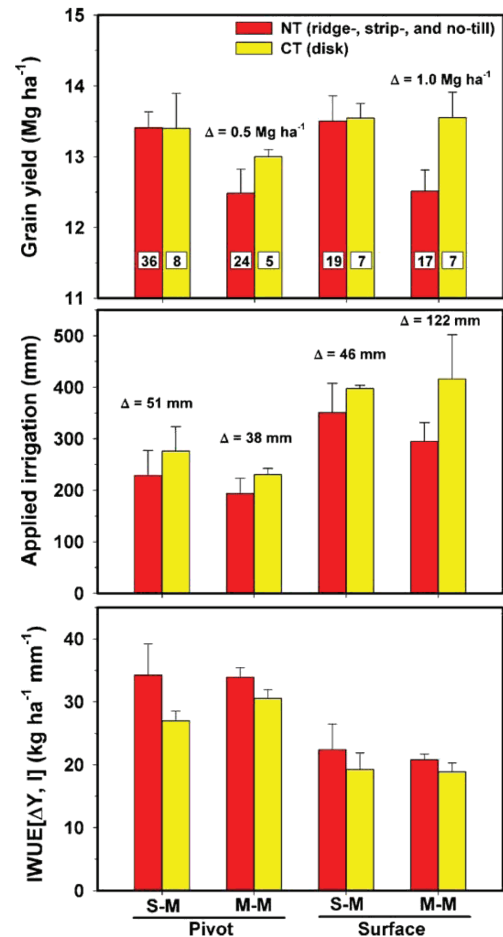 NT (ridge-, strip-, and no-till)
CT (disk)
Grain yield (Mg ha⁻¹)
15
14
13
12
11
Δ = 0.5 Mg ha⁻¹
Δ = 1.0 Mg ha⁻¹
36 8 24 5 19 7 17 7
Applied irrigation (mm)
500
400
300
200
100
0
Δ = 51 mm
Δ = 38 mm
Δ = 46 mm
Δ = 122 mm
IWUE[ΔY, I] (kg ha⁻¹ mm⁻¹)
40
30
20
10
0
S-M M-M S-M M-M
Pivot Surface